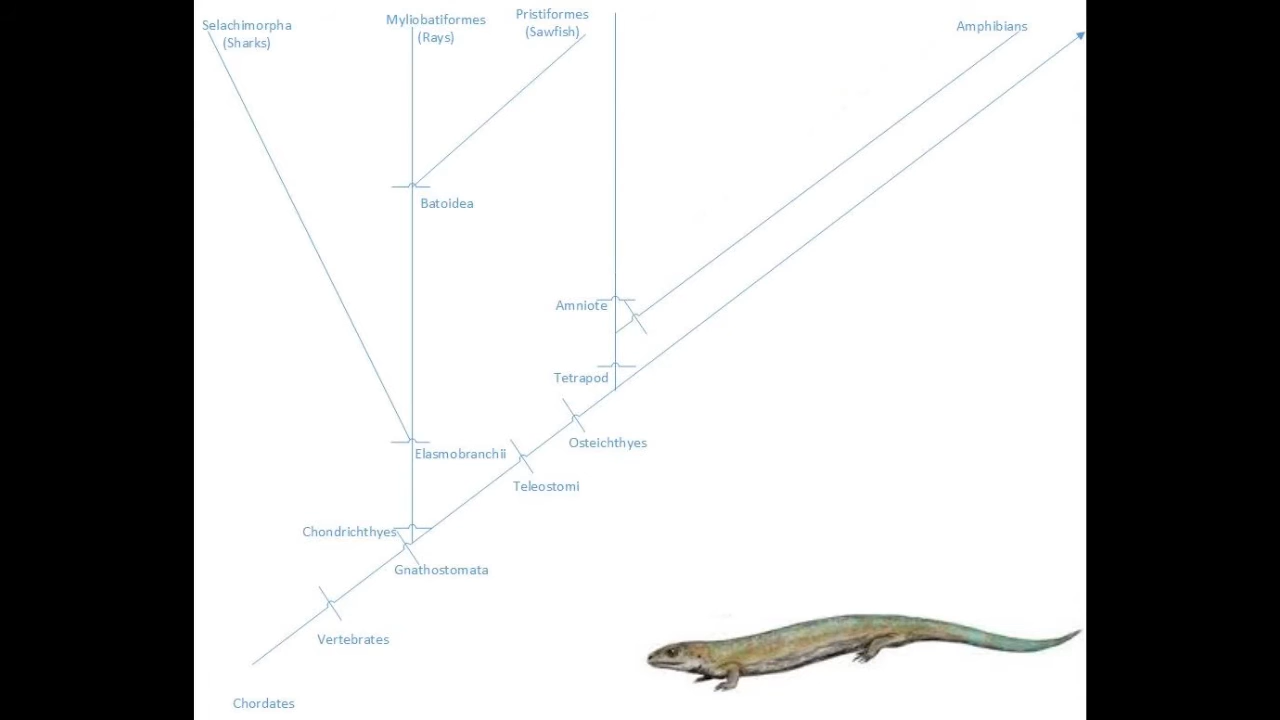 Selachimorpha
(Sharks)
Myliobatiformes
(Rays)
Pristiformes
(Sawfish)
Amphibians
Batoidea
Amniote
Tetrapod
Osteichthyes
Elasmobranchii
Teleostomi
Chondrichthyes
Gnathostomata
Vertebrates
Chordates